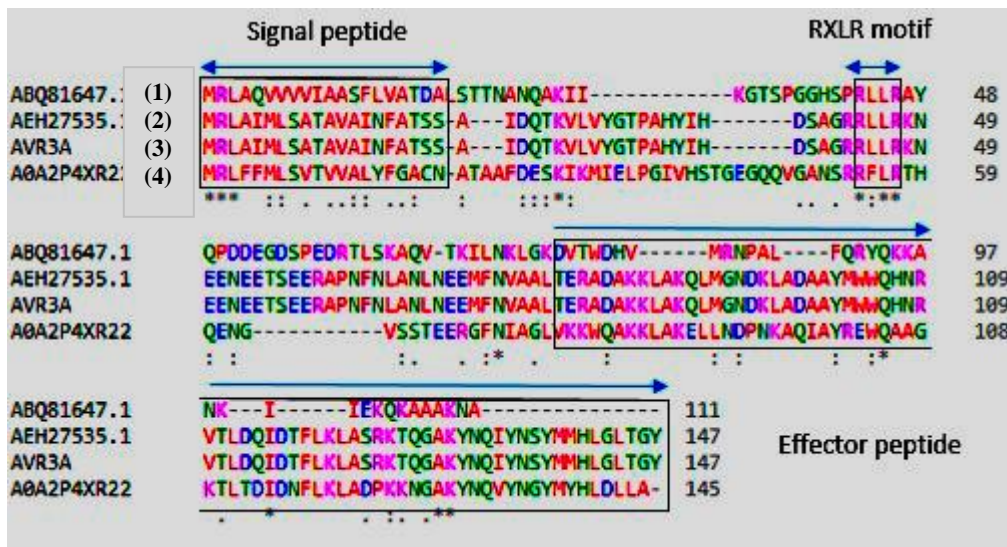 Signal peptide RXLR motif
ABQ81647.1 (1) MRLAQVVVVIAASFLVATDALSTTNANQAKII-----------KGTSPGGHSPRLLRAY 48
AEH27535.1 (2) MRLAIMLSATAVAINFATSS-A---IDQTKVLVYGTPAHYIH-------DSAGRRLLRKN 49
AVR3A (3) MRLAIMLSATAVAINFATSS-A---IDQTKVLVYGTPAHYIH-------DSAGRRLLRKN 49
A0A2P4XR22 (4) MRLFFMLSVTVVALYFGACN-ATAAFDESKIKMIELPGIVHSTGEGQQVGANSRRFLRTH 59
*** :: . ..:: ..: : :::*: . . *:**
QPDDEGDSPEDRTLSKAQV-TKILNKLGKDVTWDHV------MRNPAL----FQRYQKKA 97
AEH27535.1 EENEETSEERAPNFNLANLNEEMFNVAALTERADAKKLAKQLMGNDKLADAAYMWWQHNR 109
AVR3A EENEETSEERAPNFNLANLNEEMFNVAALTERADAKKLAKQLMGNDKLADAAYMWWQHNR 109
A0A2P4XR22 QENG---------VSSTEERGFNIAGLVKKWQAKKLAKELLNDPNKAQIAYREWQAAG 108
: : :. . :* . : : : :*
ABQ81647.1 NK---I-------IEKQKAAAKNA--------------- 111
AEH27535.1 VTLDQIDTFLKLASRKTQGAKYNQIYNSYMMHLGLTGY 147
AVR3A VTLDQIDTFLKLASRKTQGAKYNQIYNSYMMHLGLTGY 147
Effector peptide
A0A2P4XR22 KTLTDIDNFLKLADPKKNGAKYNQVYNGYMYHLDLLA- 145
. * . :. .**